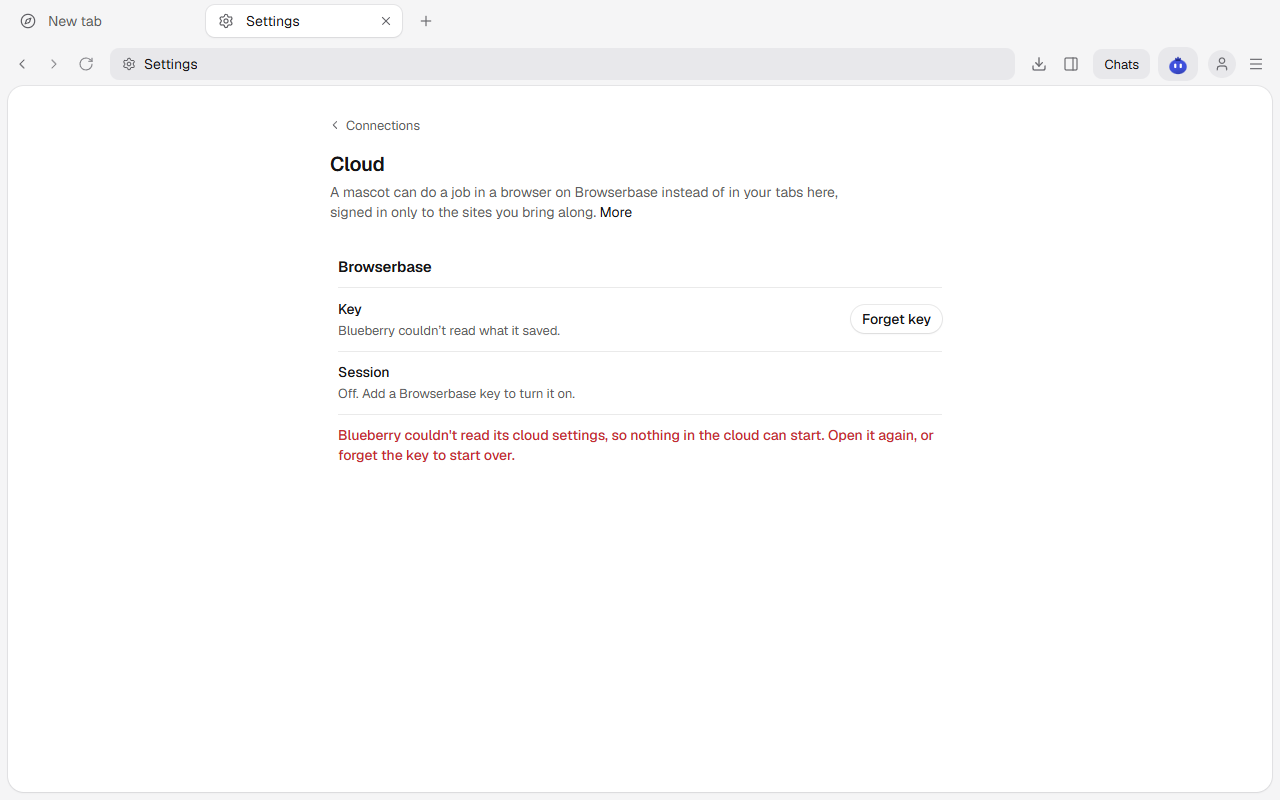 New tab
Settings
Settings
Chats
Connections
Cloud
A mascot can do a job in a browser on Browserbase instead of in your tabs here,
signed in only to the sites you bring along. More
Browserbase
Key
Blueberry couldn't read what it saved.
Forget key
Session
Off. Add a Browserbase key to turn it on.
Blueberry couldn't read its cloud settings, so nothing in the cloud can start. Open it again, or
forget the key to start over.